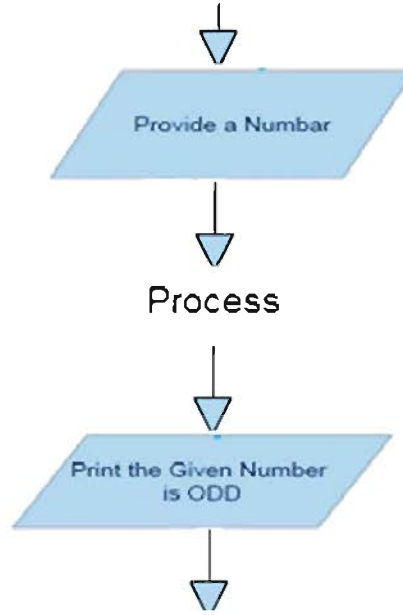 Provide a Numbar
Process
Print the Given Number
is ODD